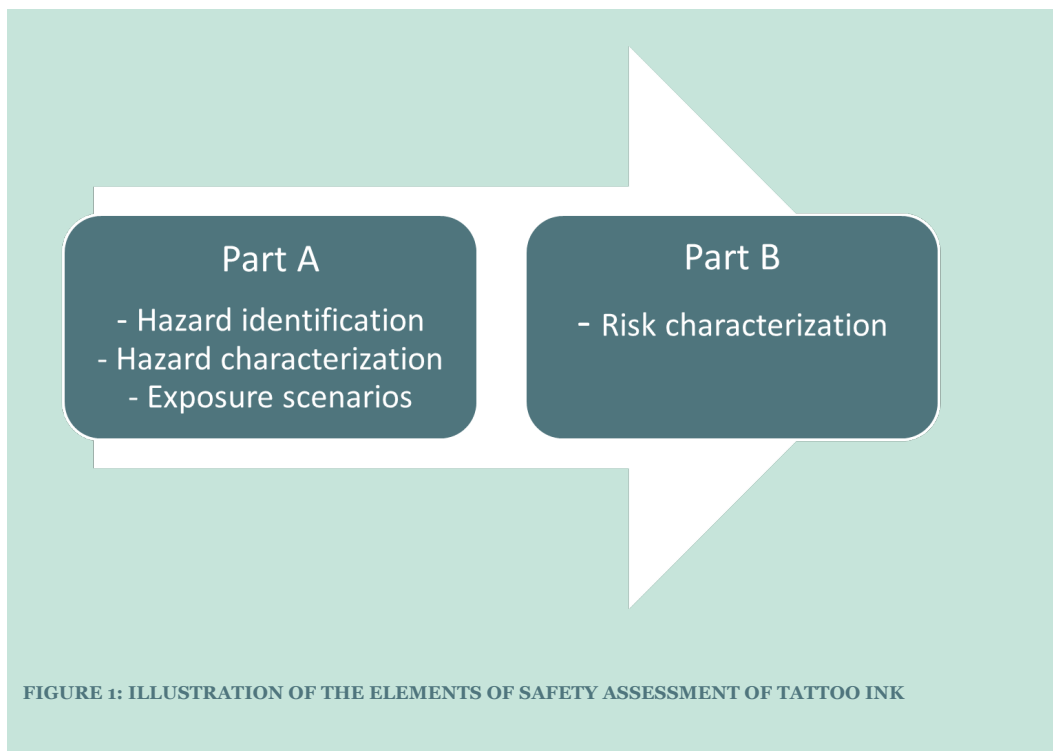 Part A
- Hazard identification
- Hazard characterization
- Exposure scenarios
Part B
- Risk characterization
FIGURE 1: ILLUSTRATION OF THE ELEMENTS OF SAFETY ASSESSMENT OF TATTOO INK